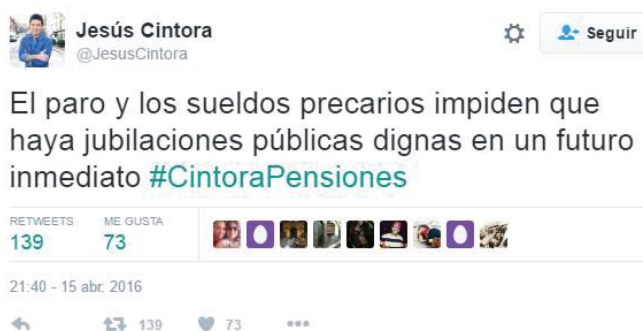 Jesús Cintora
@JesusCintora
Seguir
El paro y los sueldos precarios impiden que
haya jubilaciones públicas dignas en un futuro
inmediato #CintoraPensiones
RETWEETS ME GUSTA
139 73
21:40 - 15 abr. 2016
139 73